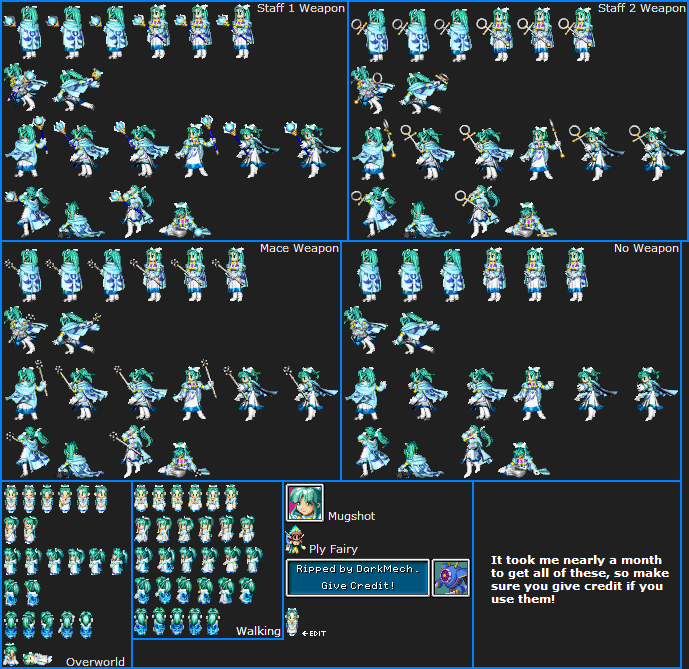 Staff 1 Weapon
Staff 2 Weapon
Mace Weapon
No Weapon
Mugshot
Ply Fairy
Ripped by DarkMech.
Give Credit!
It took me nearly a month
to get all of these, so make
sure you give credit if you
use them!
Walking
← EDIT
Overworld